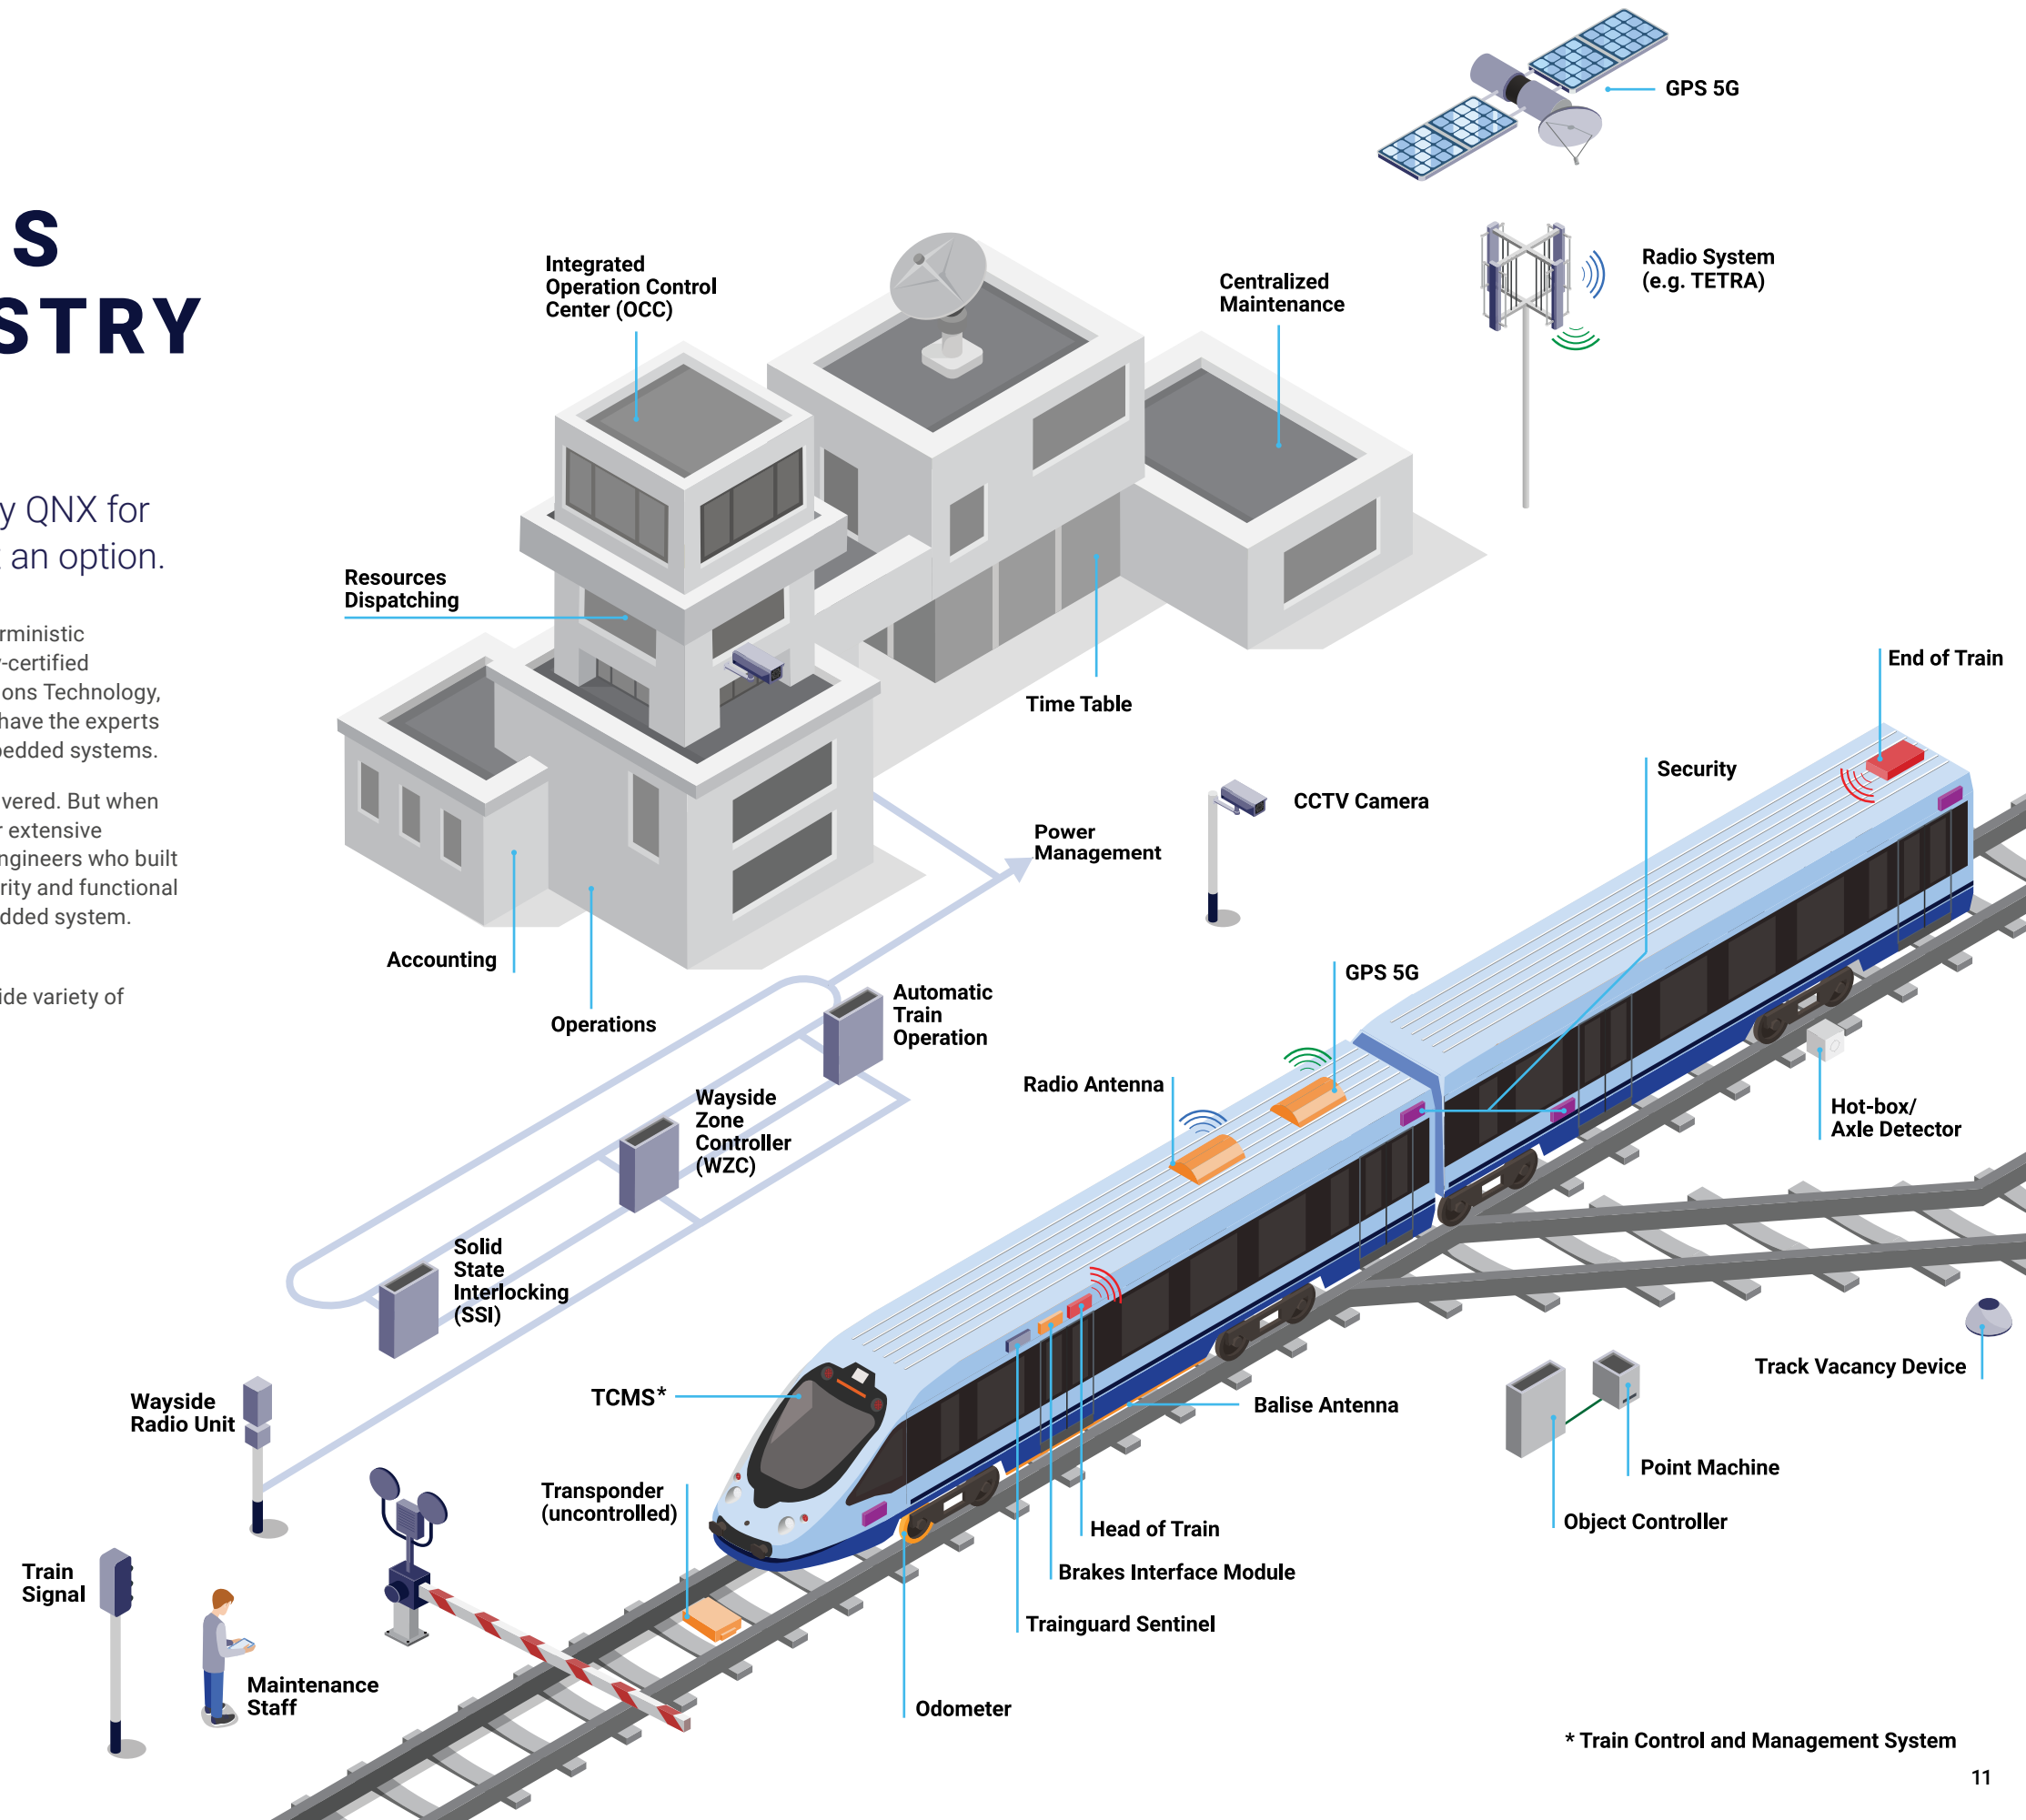 S
STRY
y QNX for
an option.
rministic
-certified
ions Technology,
have the experts
bedded systems.
vered. But when
r extensive
ngineers who built
rity and functional
dded system.
ide variety of
GPS 5G
Radio System
(e.g. TETRA)
Integrated
Operation Control
Center (OCC)
Centralized
Maintenance
Resources
Dispatching
Time Table
End of Train
Security
CCTV Camera
Power
Management
Accounting
Operations
GPS 5G
Automatic
Train
Operation
Radio Antenna
Wayside
Zone
Controller
(WZC)
Hot-box/
Axle Detector
Solid
State
Interlocking
(SSI)
Track Vacancy Device
TCMS*
Balise Antenna
Wayside
Radio Unit
Point Machine
Transponder
(uncontrolled)
Object Controller
Head of Train
Brakes Interface Module
Train
Signal
Trainguard Sentinel
Maintenance
Staff
Odometer
* Train Control and Management System
11